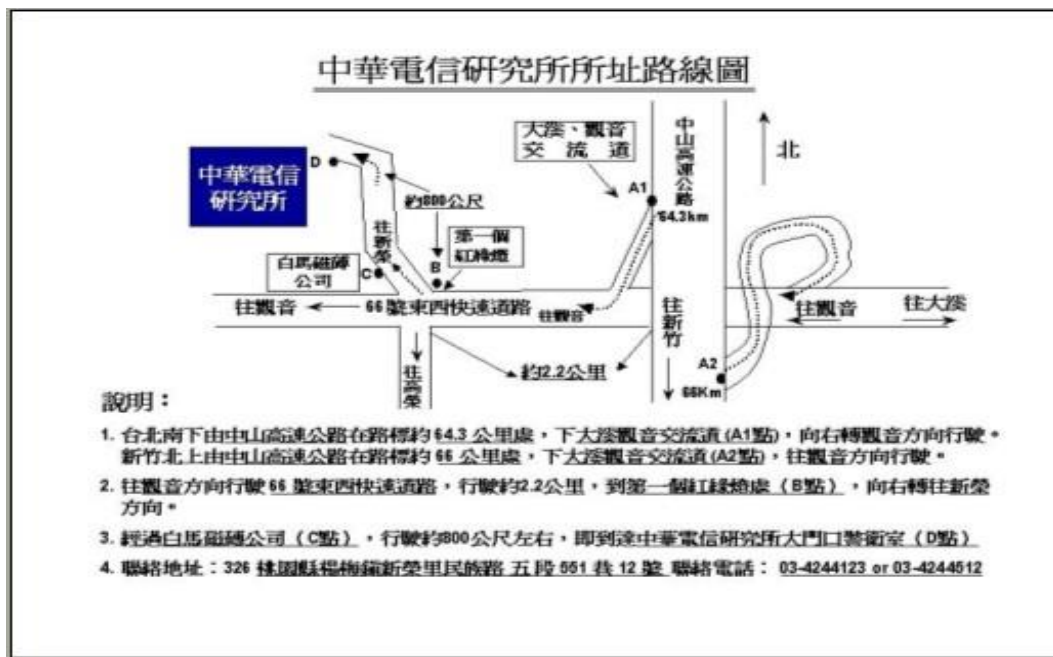 中華電信研究所所址路線圖
大溪、觀音
交流道
中山高速公路
北
D
中華電信
研究所
約800公尺
A1
64.3km
往新榮
第一個
紅綠燈
B
白馬磁磚
公司
C
往觀音
66 號東西快速道路
往觀音
往新竹
往觀音
往大溪
往高榮
約2.2公里
A2
66Km
說明：
1. 台北南下由中山高速公路在路標約 64.3 公里處，下大溪觀音交流道(A1點)，向右轉觀音方向行駛。
新竹北上由中山高速公路在路標約 66 公里處，下大溪觀音交流道(A2點)，往觀音方向行駛。
2. 往觀音方向行駛 66 號東西快速道路，行駛約2.2公里，到第一個紅綠燈處（B點），向右轉往新榮
方向。
3. 經過白馬磁磚公司（C點），行駛約800公尺左右，即到達中華電信研究所大門口警衛室（D點）
4. 聯絡地址：326 桃園縣楊梅鎮新榮里民族路 五段 551 巷 12 號 聯絡電話： 03-4244123 or 03-4244512